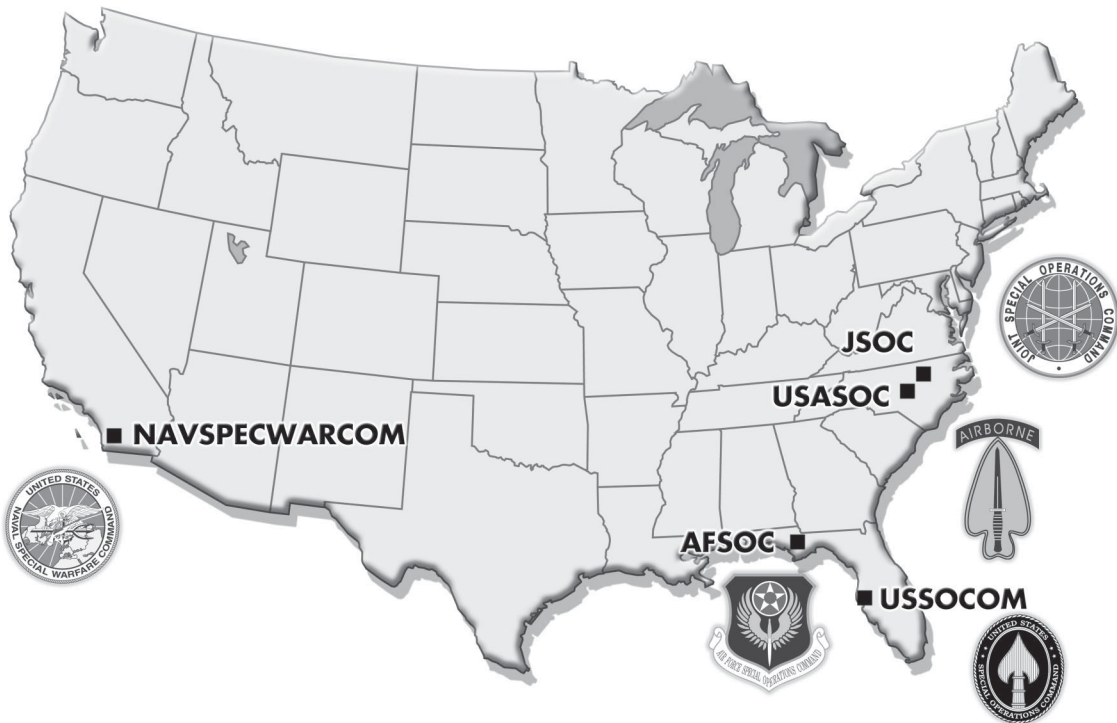 JSOC
USASOC
NAVSPECWARCOM
AFSOC
USSOCOM
JOINT SPECIAL OPERATIONS COMMAND
AIRBORNE
UNITED STATES
NAVAL SPECIAL WARFARE COMMAND
AIR FORCE SPECIAL OPERATIONS COMMAND
UNITED STATES
SPECIAL OPERATIONS COMMAND